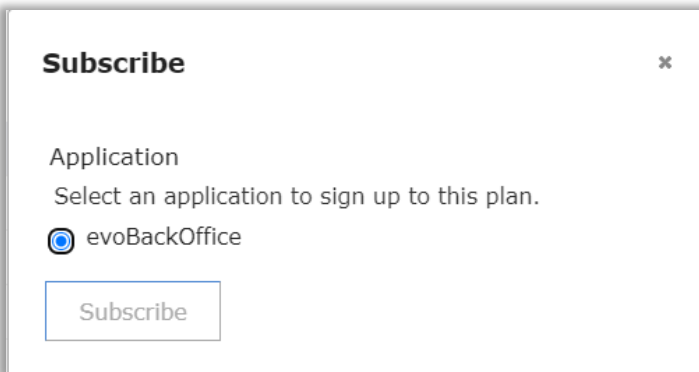 Subscribe
Application
Select an application to sign up to this plan.
evoBackOffice
Subscribe